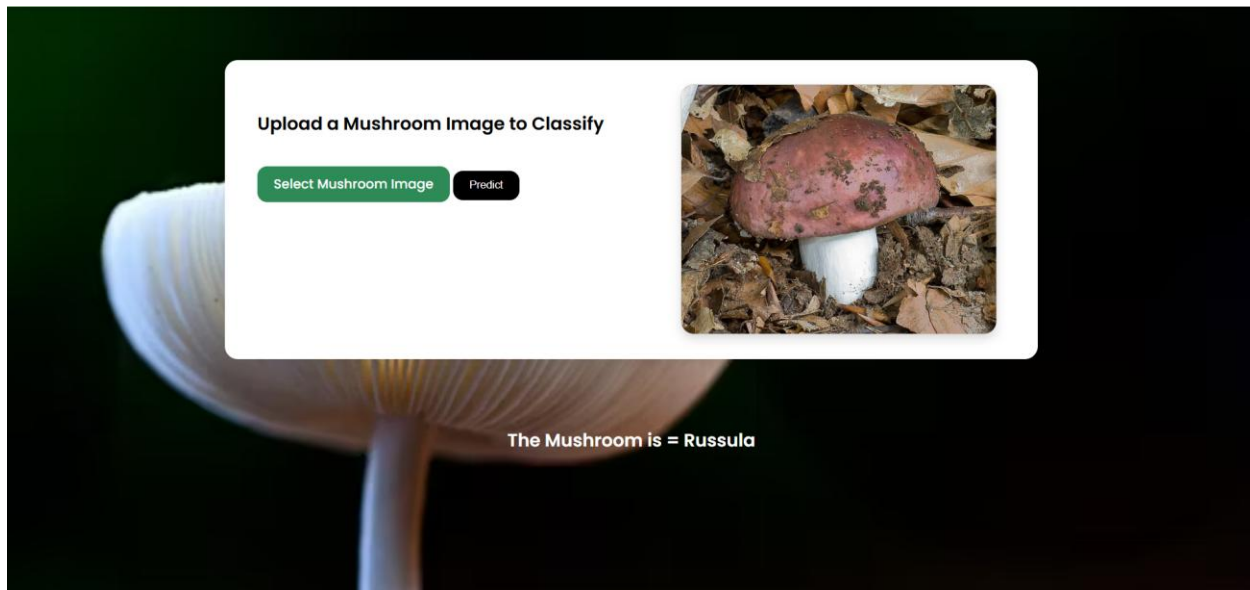 Upload a Mushroom Image to Classify
Select Mushroom Image Predict
The Mushroom is = Russula